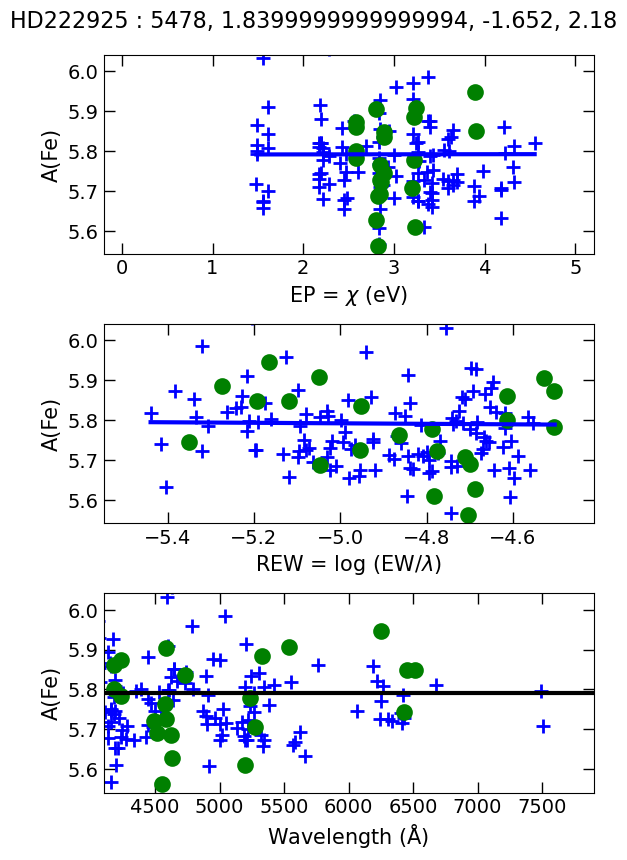 HD222925 : 5478, 1.8399999999999994, -1.652, 2.18
6.0
5.9
5.8
5.7
5.6
A(Fe)
0 1 2 3 4 5
EP = χ (eV)
6.0
5.9
5.8
5.7
5.6
A(Fe)
−5.4 −5.2 −5.0 −4.8 −4.6
REW = log (EW/λ)
6.0
5.9
5.8
5.7
5.6
A(Fe)
4500 5000 5500 6000 6500 7000 7500
Wavelength (Å)